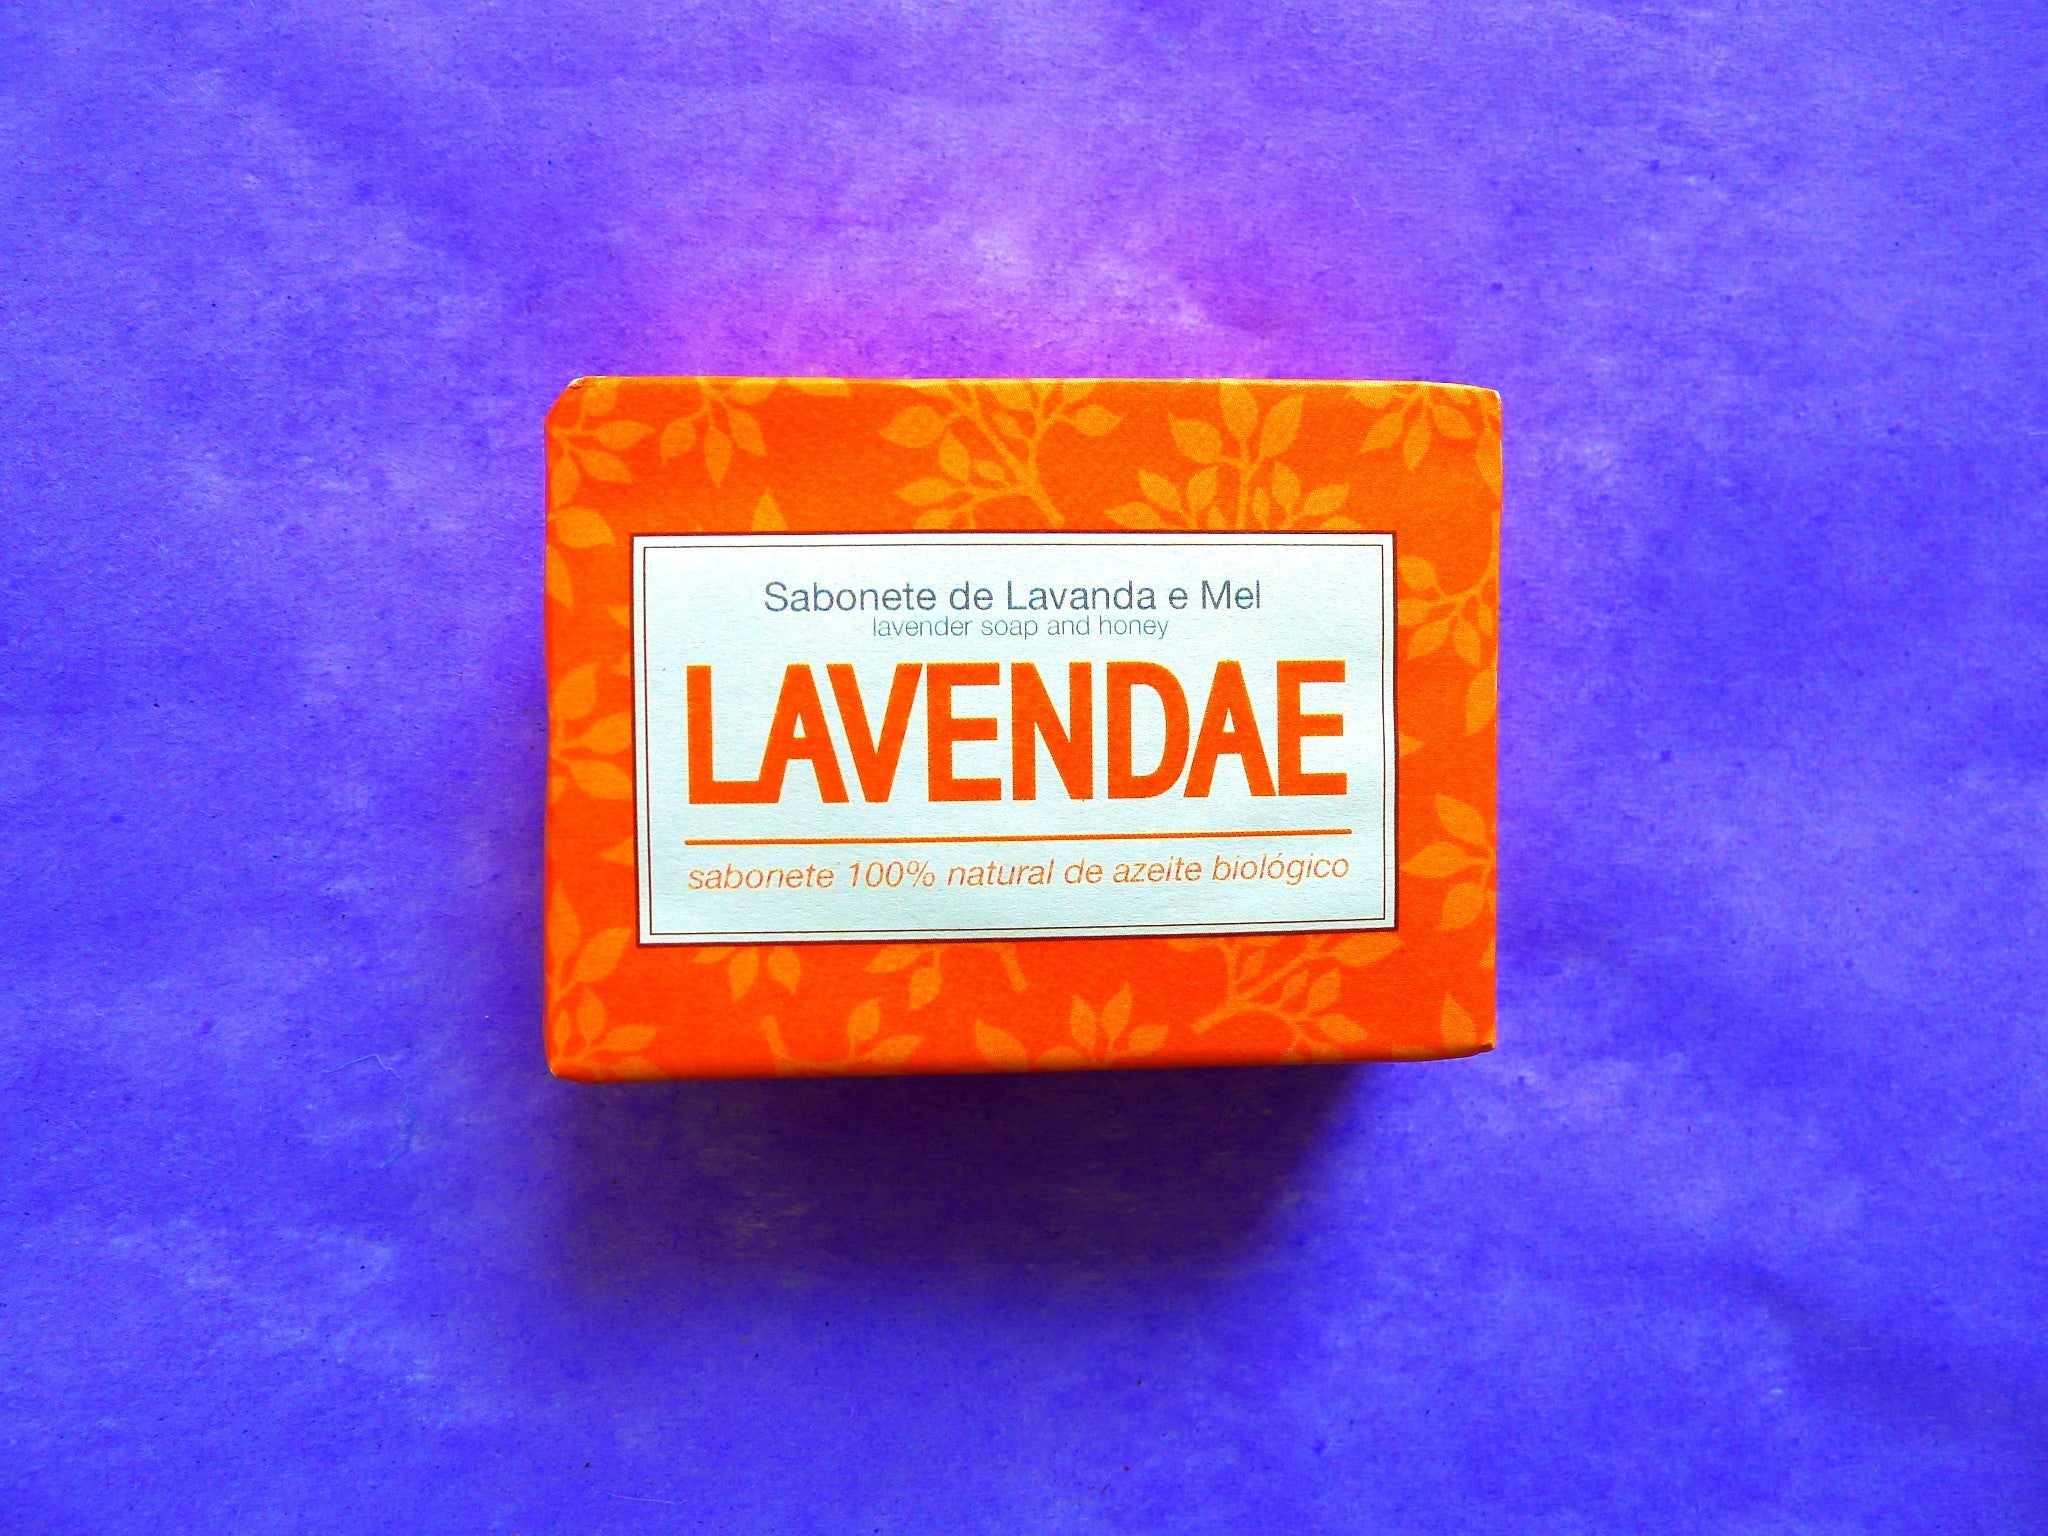 Sabonete de Lavanda e Mel
lavender soap and honey
LAVENDAE
sabonete 100% natural de azeite biológico